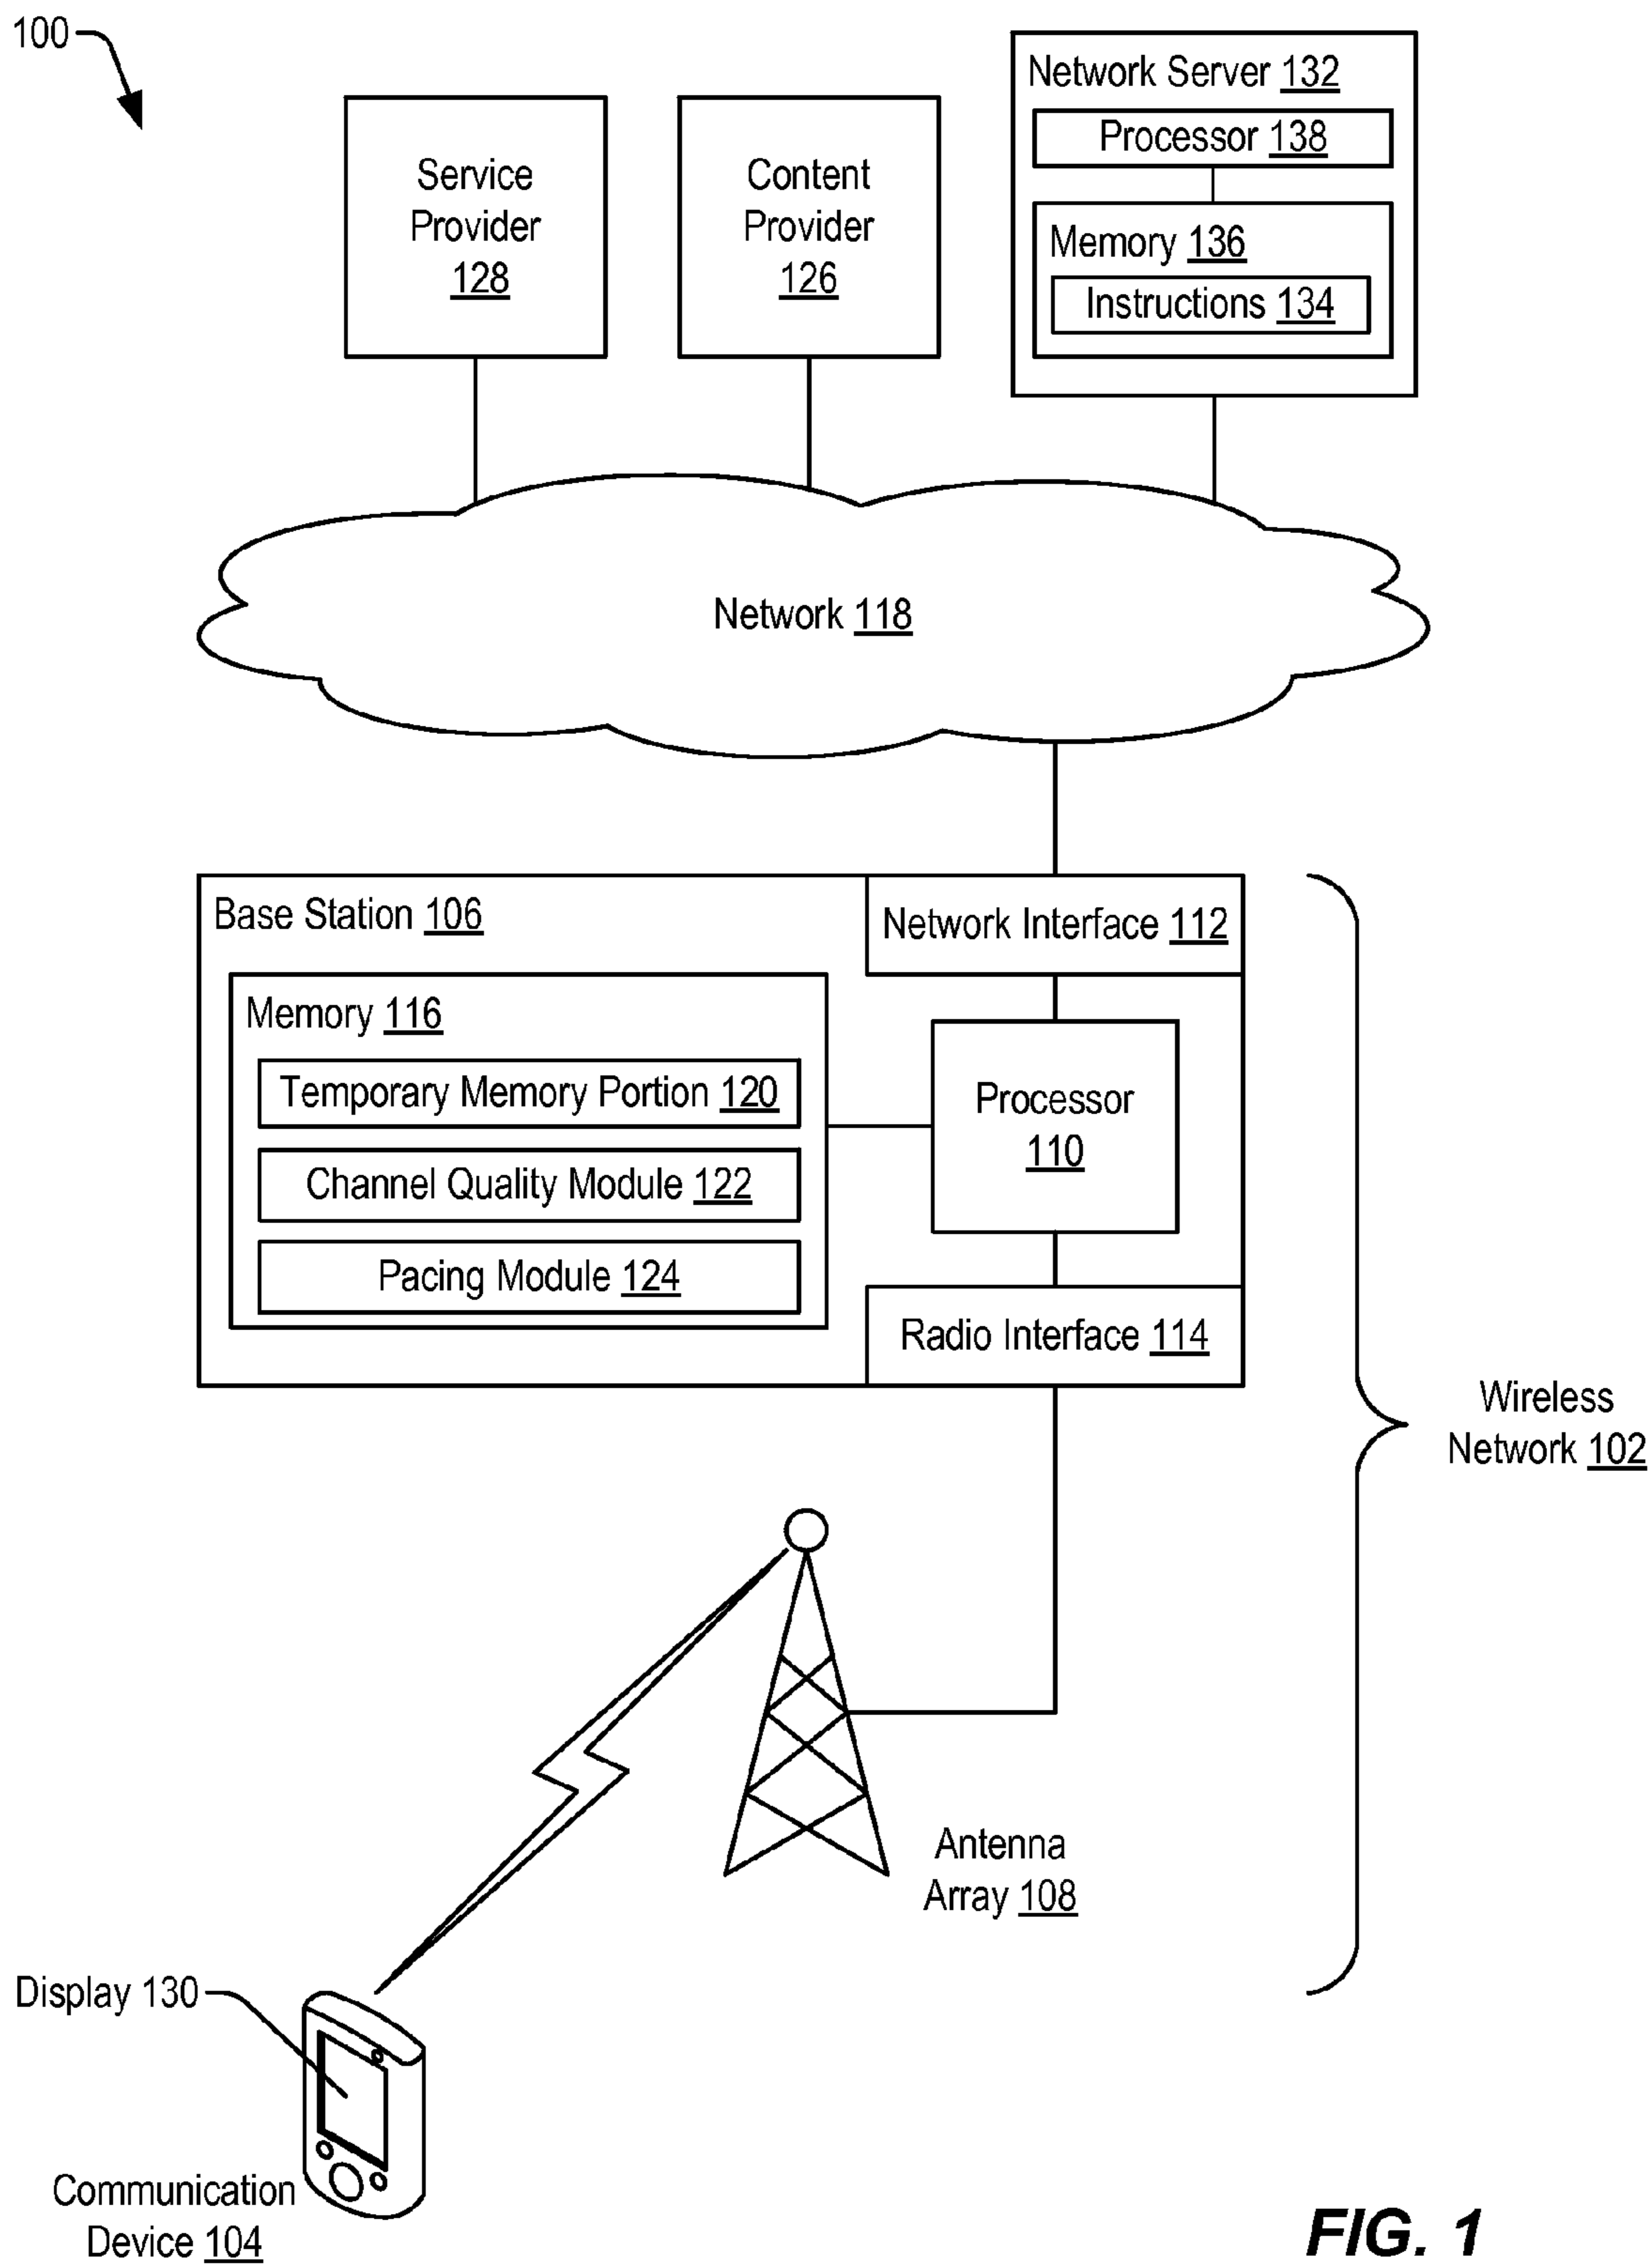 100
Network Server 132
Processor 138
Memory 136
Instructions 134
Service
Provider
128
Content
Provider
126
Network 118
Base Station 106
Network Interface 112
Memory 116
Temporary Memory Portion 120
Channel Quality Module 122
Pacing Module 124
Processor
110
Radio Interface 114
Wireless
Network 102
Antenna
Array 108
Display 130
Communication
Device 104
FIG. 1